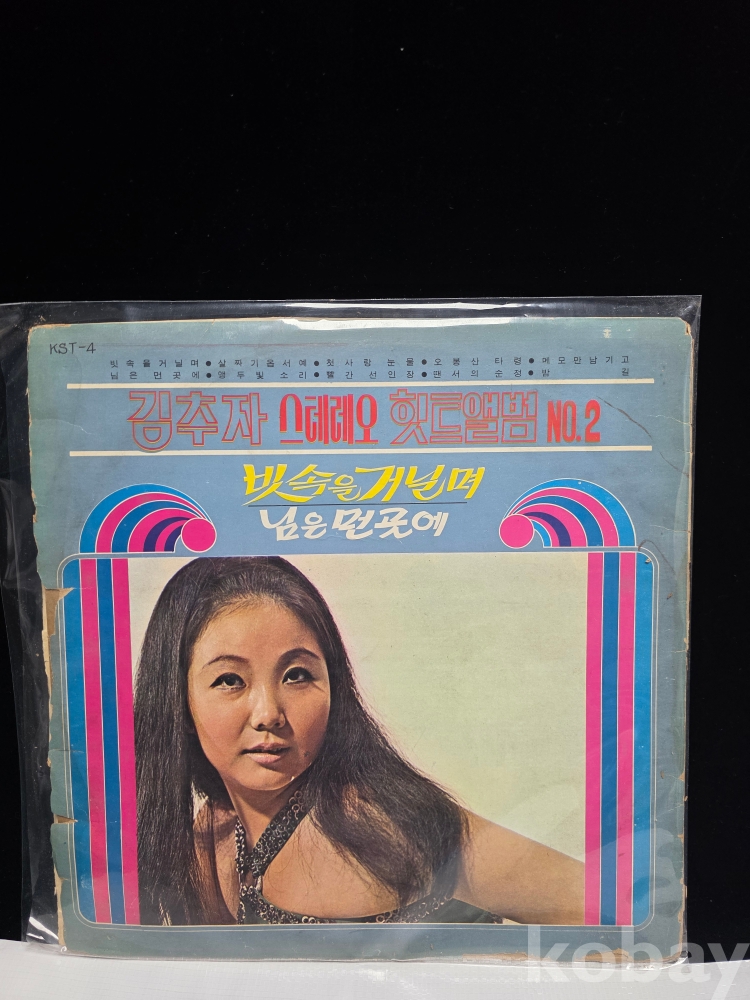 KST-4
빗속을거닐며●살짜기옵서예●첫사랑 눈물●오봉산 타령●메모만남기고
님은 먼곳에●열두빛 소리●빨간 선인장●땐서의 순정●밤 길
김추자 스테레오 힛트앨범 NO.2
빗속을거닐며
님은먼곳에
kobay